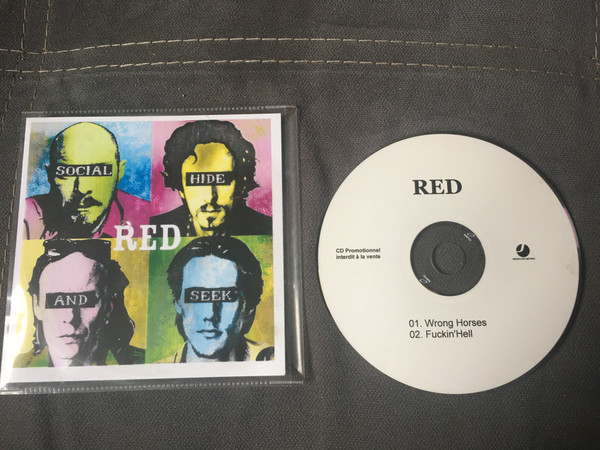 SOCIAL
HIDE
RED
AND
SEEK
RED
CD Promotionnel
interdit à la vente
01. Wrong Horses
02. Fuckin'Hell